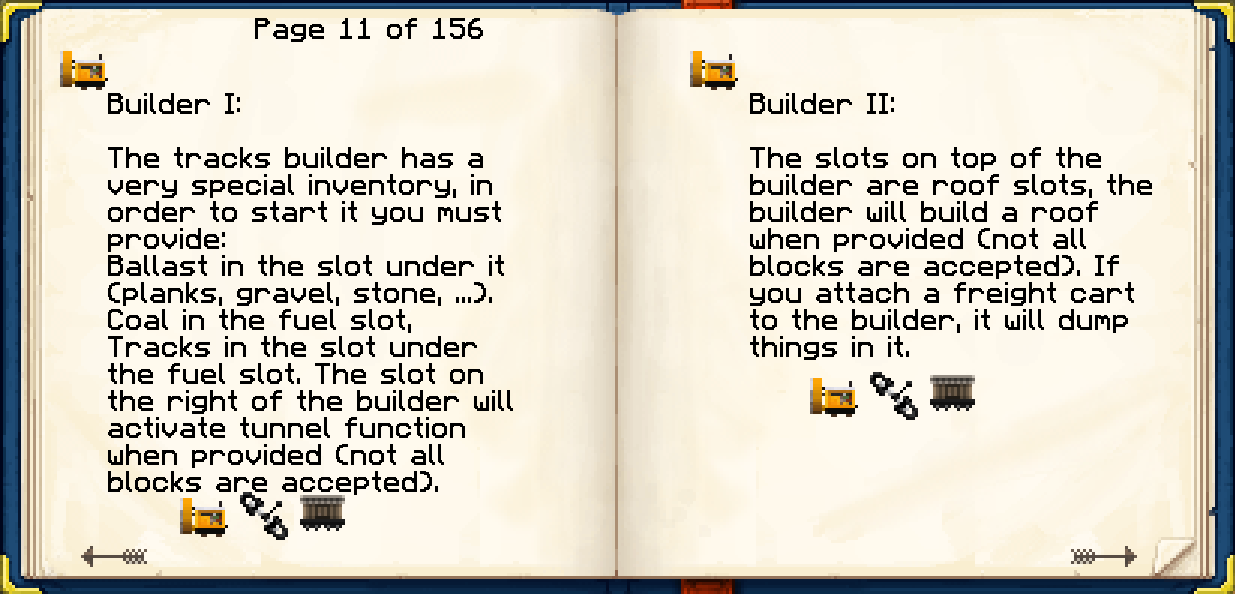 Page 11 of 156
Builder I:
The tracks builder has a
very special inventory, in
order to start it you must
provide:
Ballast in the slot under it
(planks, gravel, stone, ...).
Coal in the fuel slot,
Tracks in the slot under
the fuel slot. The slot on
the right of the builder will
activate tunnel function
when provided (not all
blocks are accepted).
Builder II:
The slots on top of the
builder are roof slots, the
builder will build a roof
when provided (not all
blocks are accepted). If
you attach a freight cart
to the builder, it will dump
things in it.